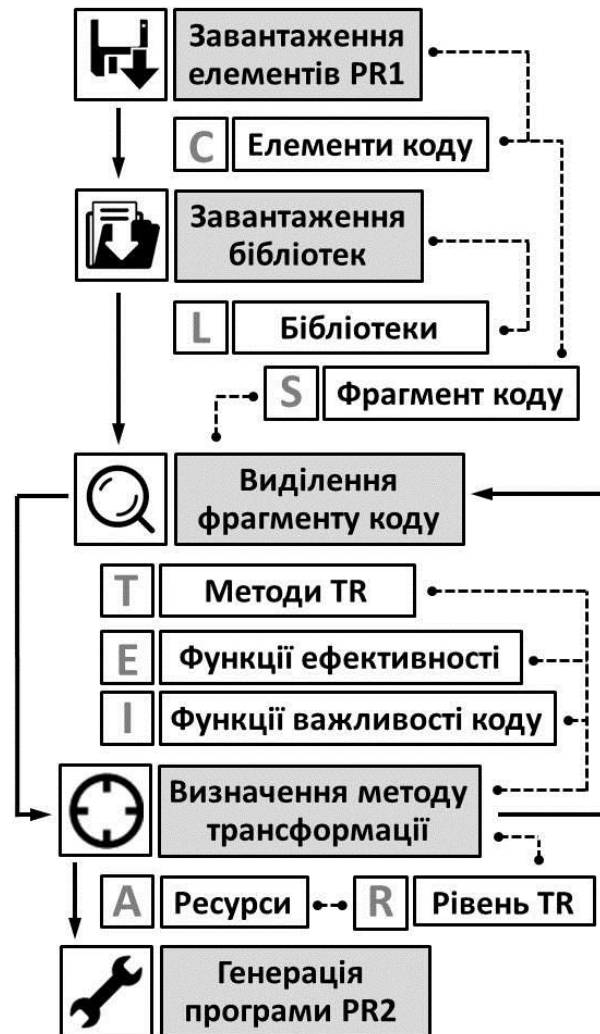 Завантаження
елементів PR1
C Елементи коду
Завантаження
бібліотек
L Бібліотеки
S Фрагмент коду
Виділення
фрагменту коду
T Методи TR
E Функції ефективності
I Функції важливості коду
Визначення методу
трансформації
A Ресурси R Рівень TR
Генерація
програми PR2